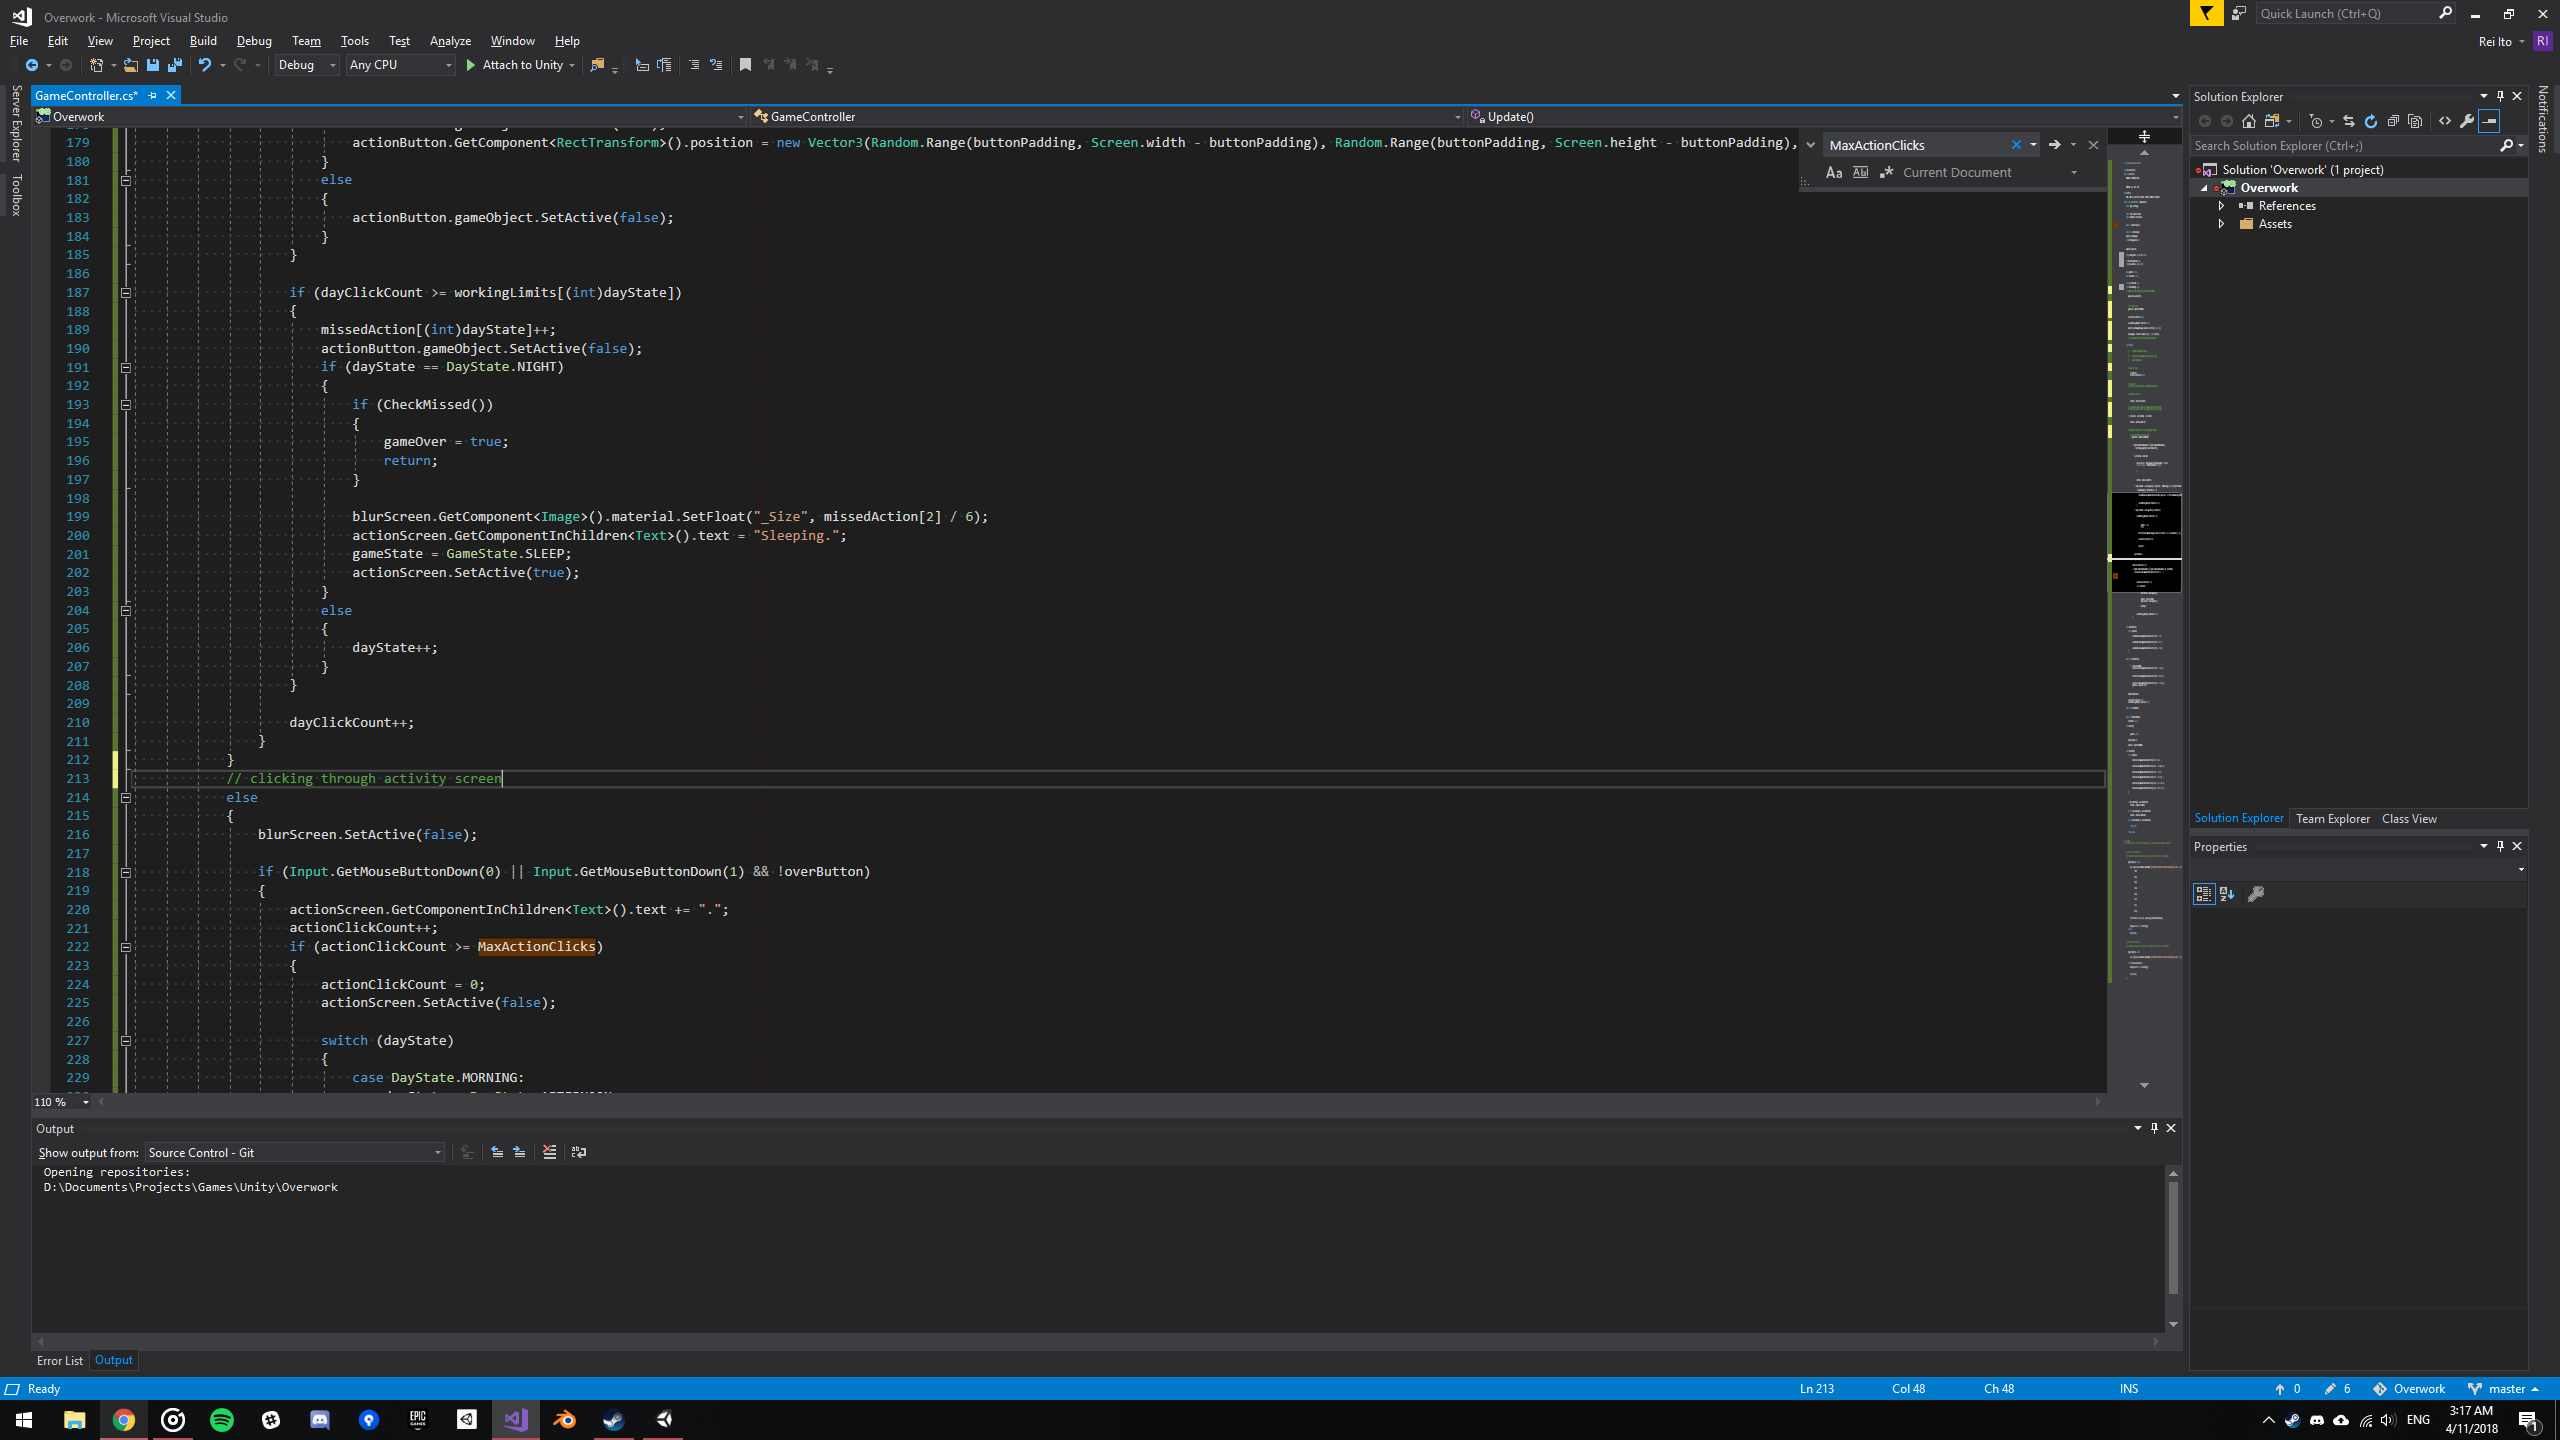 Overwork - Microsoft Visual Studio
Quick Launch (Ctrl+Q)
File Edit View Project Build Debug Team Tools Test Analyze Window Help
Rei Ito RI
Debug Any CPU Attach to Unity
Server Explorer
Toolbox
GameController.cs*
Overwork GameController Update()
MaxActionClicks
Current Document
179 actionButton.GetComponent<RectTransform>().position = new Vector3(Random.Range(buttonPadding, Screen.width - buttonPadding), Random.Range(buttonPadding, Screen.height - buttonPadding),
180 }
181 else
182 {
183 actionButton.gameObject.SetActive(false);
184 }
185 }
186
187 if (dayClickCount >= workingLimits[(int)dayState])
188 {
189 missedAction[(int)dayState]++;
190 actionButton.gameObject.SetActive(false);
191 if (dayState == DayState.NIGHT)
192 {
193 if (CheckMissed())
194 {
195 gameOver = true;
196 return;
197 }
198
199 blurScreen.GetComponent<Image>().material.SetFloat("_Size", missedAction[2] / 6);
200 actionScreen.GetComponentInChildren<Text>().text = "Sleeping.";
201 gameState = GameState.SLEEP;
202 actionScreen.SetActive(true);
203 }
204 else
205 {
206 dayState++;
207 }
208 }
209
210 dayClickCount++;
211 }
212 }
213 // clicking through activity screen
214 else
215 {
216 blurScreen.SetActive(false);
217
218 if (Input.GetMouseButtonDown(0) || Input.GetMouseButtonDown(1) && !overButton)
219 {
220 actionScreen.GetComponentInChildren<Text>().text += ".";
221 actionClickCount++;
222 if (actionClickCount >= MaxActionClicks)
223 {
224 actionClickCount = 0;
225 actionScreen.SetActive(false);
226
227 switch (dayState)
228 {
229 case DayState.MORNING:
110 %
Output
Show output from: Source Control - Git
Opening repositories:
D:\Documents\Projects\Games\Unity\Overwork
Error List Output
Solution Explorer
Search Solution Explorer (Ctrl+;)
Solution 'Overwork' (1 project)
Overwork
References
Assets
Solution Explorer Team Explorer Class View
Properties
Notifications
Ready Ln 213 Col 48 Ch 48 INS 0 6 Overwork master
EPIC GAMES
ENG
3:17 AM
4/11/2018
1